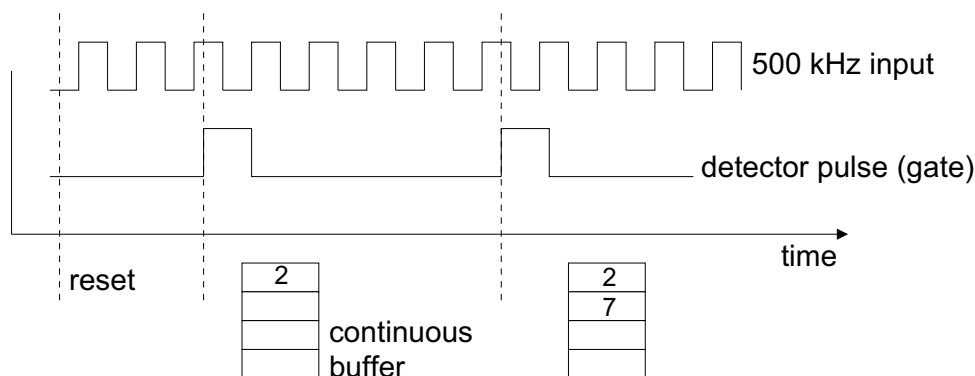 500 kHz input
detector pulse (gate)
time
reset
2
2
7
continuous
buffer